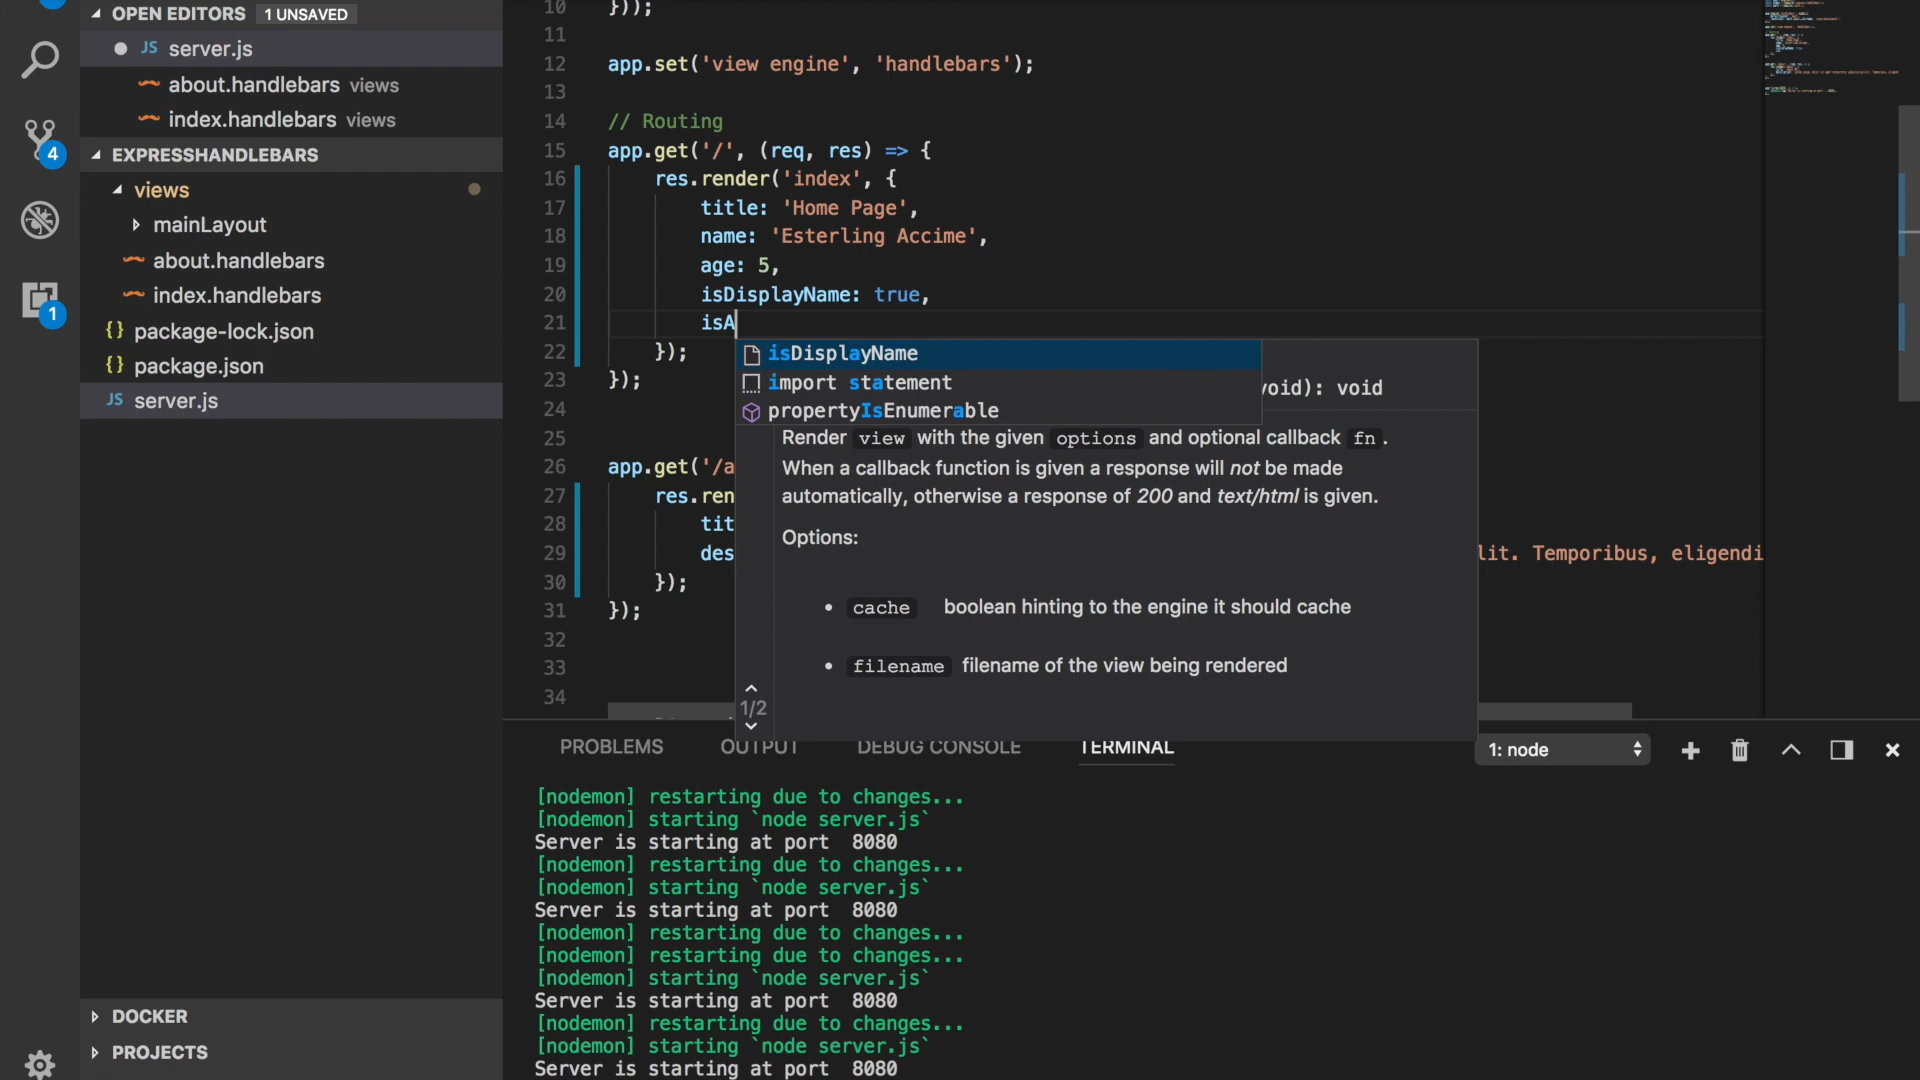 OPEN EDITORS 1 UNSAVED
JS server.js
about.handlebars views
index.handlebars views
4
EXPRESSHANDLEBARS
views
mainLayout
about.handlebars
index.handlebars
1
{} package-lock.json
{} package.json
JS server.js
DOCKER
PROJECTS
10 }));
11
12 app.set('view engine', 'handlebars');
13
14 // Routing
15 app.get('/', (req, res) => {
16 res.render('index', {
17 title: 'Home Page',
18 name: 'Esterling Accime',
19 age: 5,
20 isDisplayName: true,
21 isA
22 });
23 });
24
25
26 app.get('/a
27 res.ren
28 tit
29 des lit. Temporibus, eligendi
30 });
31 });
32
33
34
isDisplayName
import statement
propertyIsEnumerable
void): void
Render view with the given options and optional callback fn.
When a callback function is given a response will not be made
automatically, otherwise a response of 200 and text/html is given.
Options:
• cache boolean hinting to the engine it should cache
• filename filename of the view being rendered
1/2
PROBLEMS OUTPUT DEBUG CONSOLE TERMINAL 1: node
[nodemon] restarting due to changes...
[nodemon] starting `node server.js`
Server is starting at port  8080
[nodemon] restarting due to changes...
[nodemon] starting `node server.js`
Server is starting at port  8080
[nodemon] restarting due to changes...
[nodemon] restarting due to changes...
[nodemon] starting `node server.js`
Server is starting at port  8080
[nodemon] restarting due to changes...
[nodemon] starting `node server.js`
Server is starting at port  8080